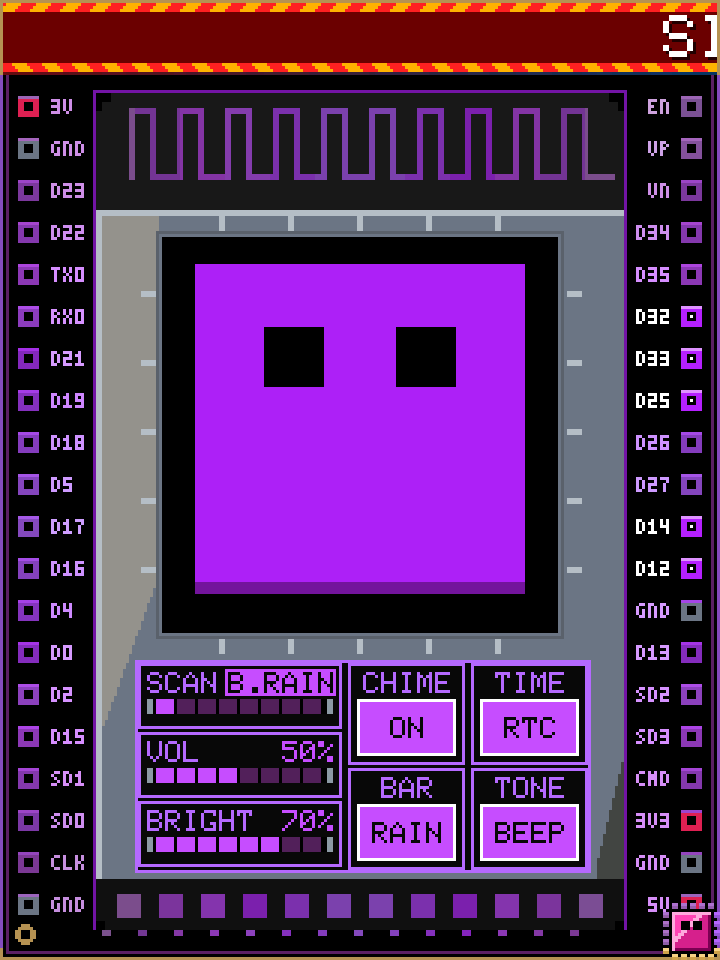 SI
3V
GND
D23
D22
TX0
RX0
D21
D19
D18
D5
D17
D16
D4
D0
D2
D15
SD1
SD0
CLK
GND
EN
VP
VN
D34
D35
D32
D33
D25
D26
D27
D14
D12
GND
D13
SD2
SD3
CMD
3V3
GND
5V
SCAN B.RAIN
VOL 50%
BRIGHT 70%
CHIME
ON
TIME
RTC
BAR
RAIN
TONE
BEEP